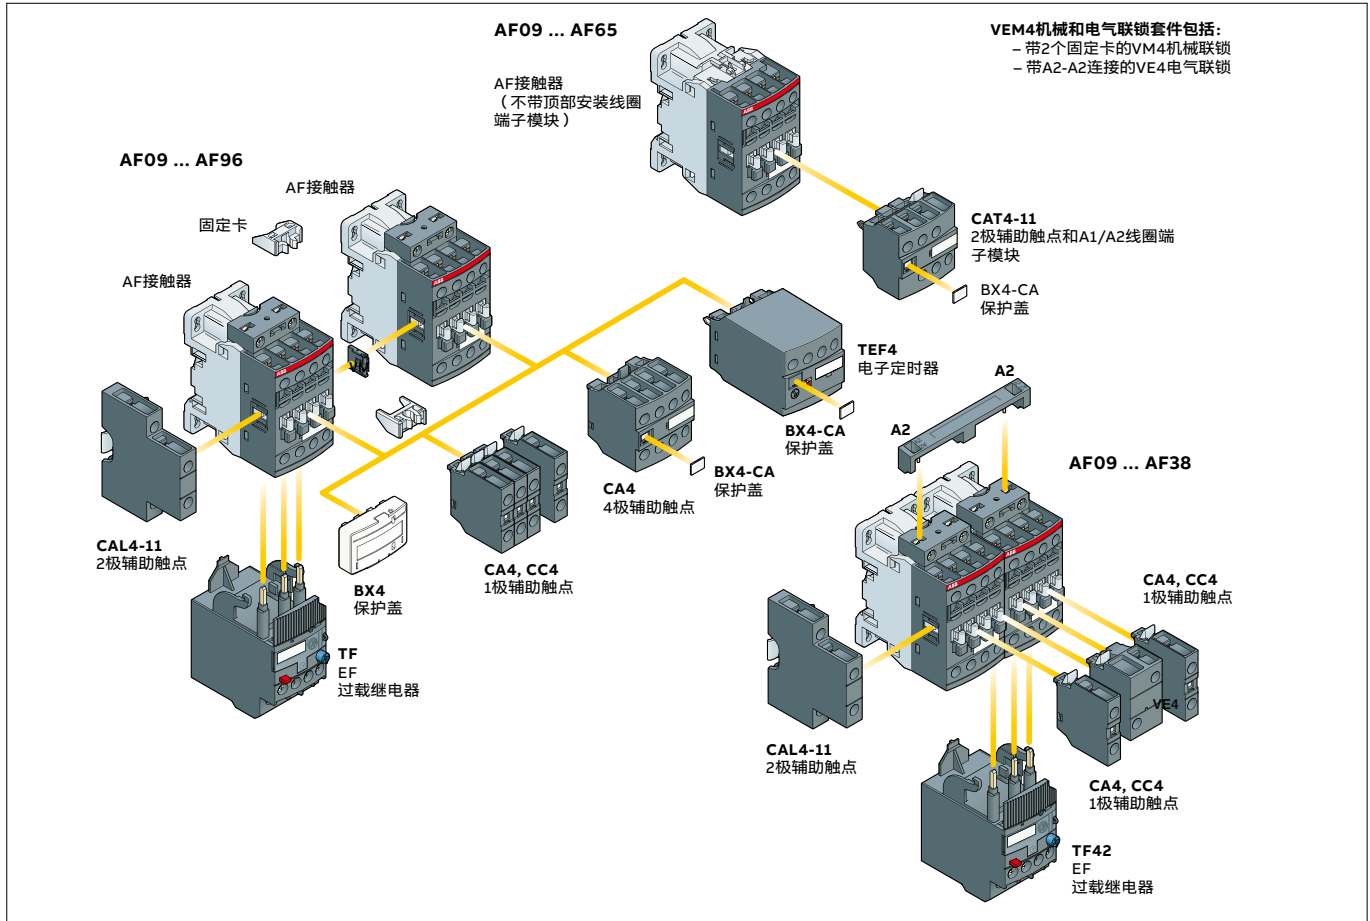 AF09 ... AF65
AF接触器
（不带顶部安装线圈
端子模块）
VEM4机械和电气联锁套件包括:
– 带2个固定卡的VM4机械联锁
– 带A2-A2连接的VE4电气联锁
AF09 ... AF96
AF接触器
固定卡
AF接触器
CAT4-11
2极辅助触点和A1/A2线圈端
子模块
BX4-CA
保护盖
TEF4
电子定时器
BX4-CA
保护盖
CA4
4极辅助触点
BX4-CA
保护盖
CAL4-11
2极辅助触点
CA4, CC4
1极辅助触点
BX4
保护盖
TF
EF
过载继电器
A2
A2
AF09 ... AF38
CA4, CC4
1极辅助触点
VE4
CAL4-11
2极辅助触点
CA4, CC4
1极辅助触点
TF42
EF
过载继电器
ABB
ABB
ABB
ABB
ABB